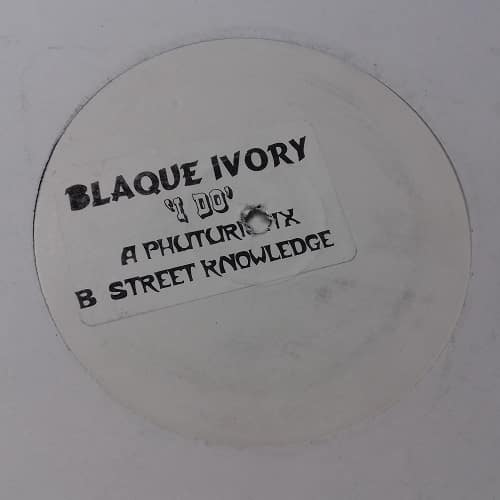 BLAQUE IVORY
'I DO'
A
B STREET KNOWLEDGE